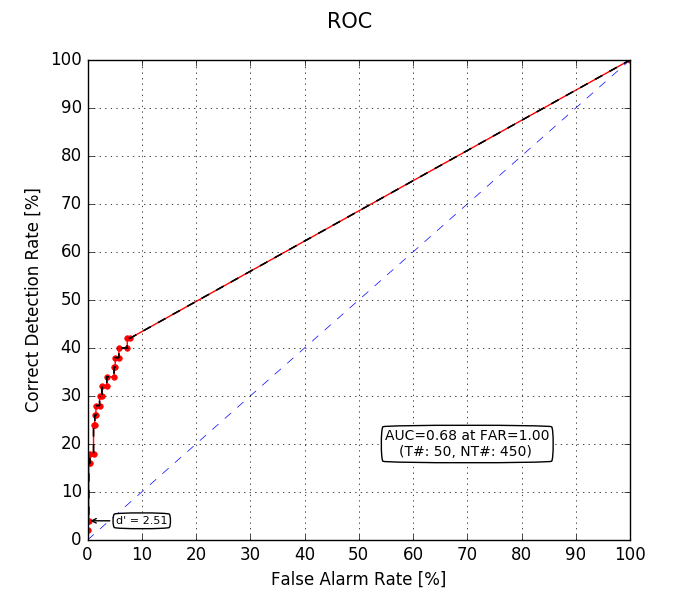 ROC
Correct Detection Rate [%]
100
90
80
70
60
50
40
30
20
10
0
AUC=0.68 at FAR=1.00
(T#: 50, NT#: 450)
d' = 2.51
0 10 20 30 40 50 60 70 80 90 100
False Alarm Rate [%]